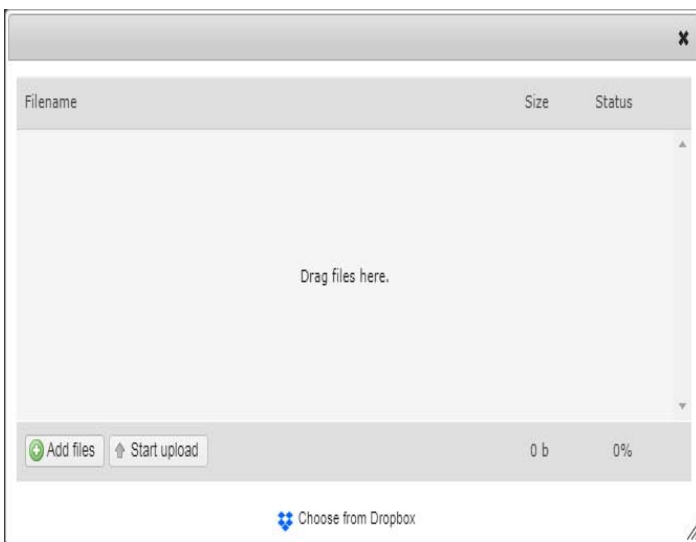 Filename Size Status
Drag files here.
Add files Start upload 0 b 0%
Choose from Dropbox